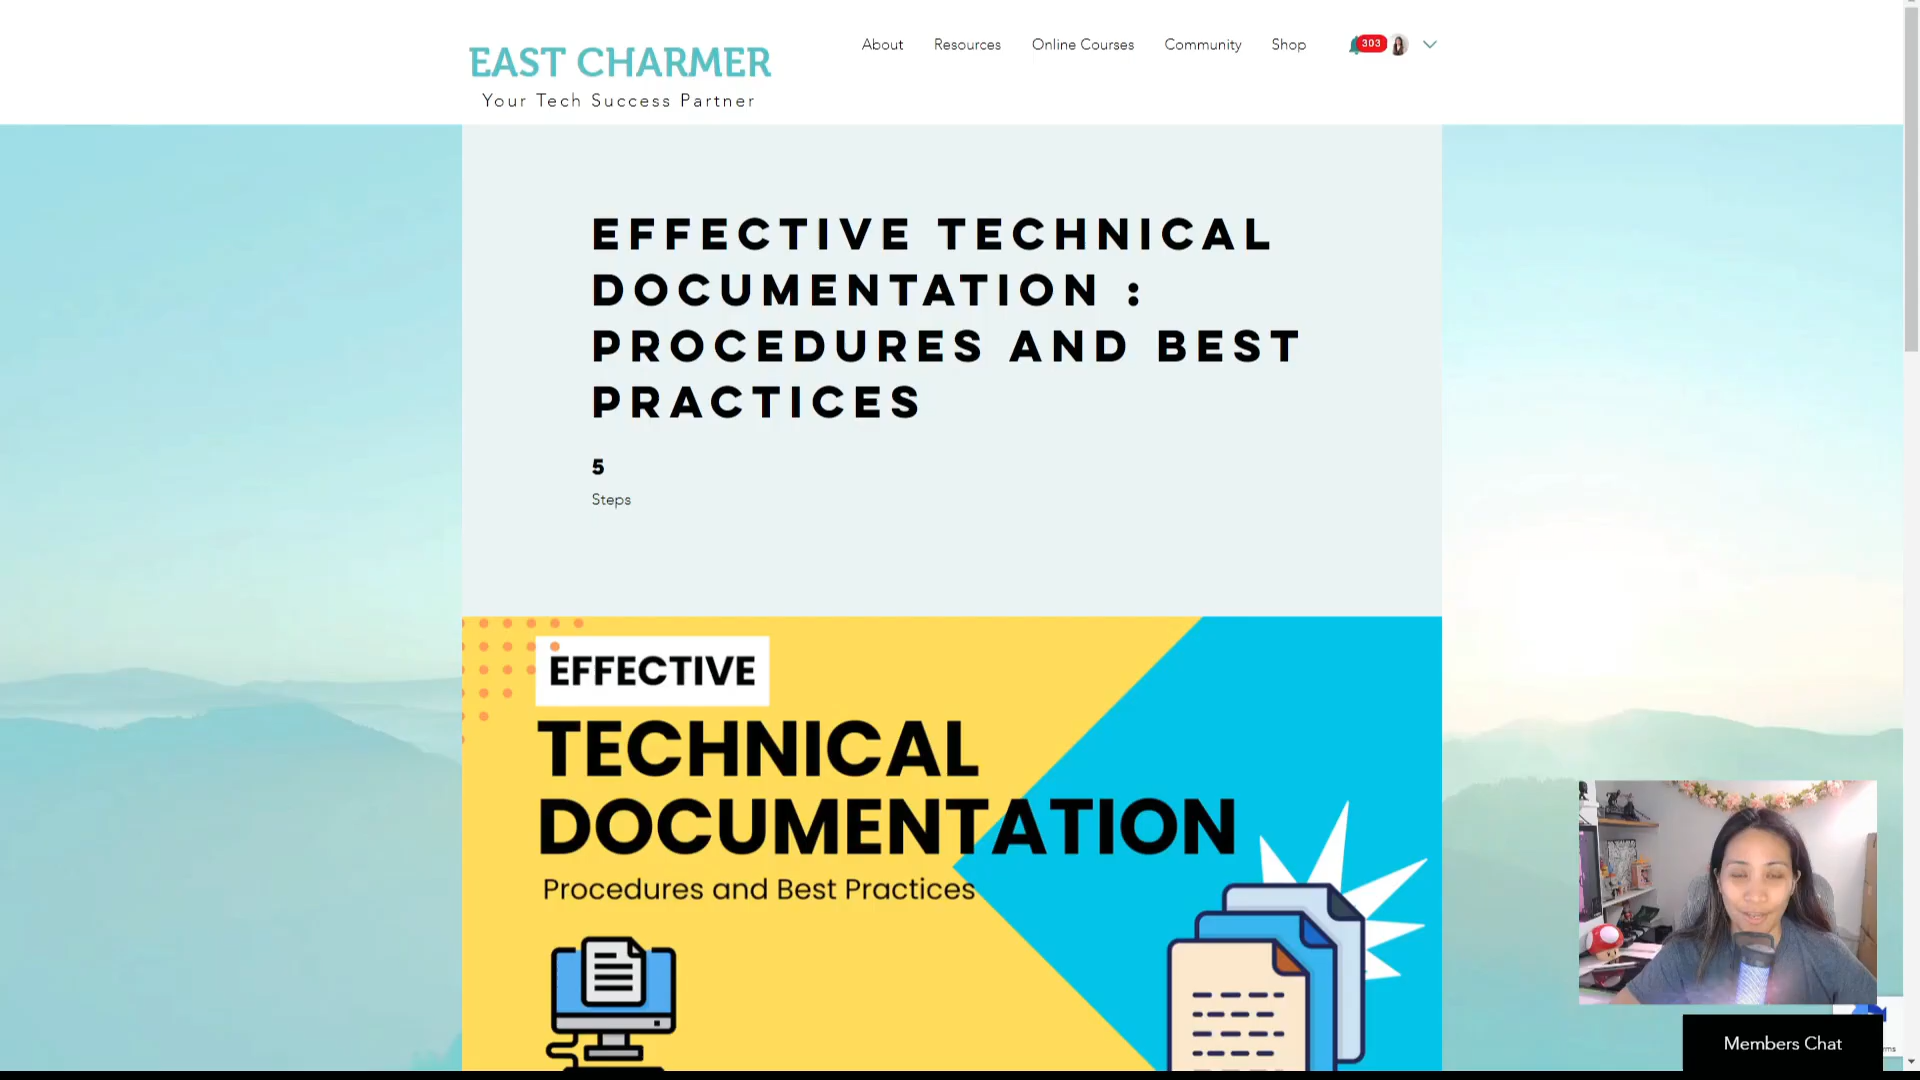 EAST CHARMER
Your Tech Success Partner
About
Resources
Online Courses
Community
Shop
303
EFFECTIVE TECHNICAL
DOCUMENTATION :
PROCEDURES AND BEST
PRACTICES
5
Steps
EFFECTIVE
TECHNICAL
DOCUMENTATION
Procedures and Best Practices
Members Chat